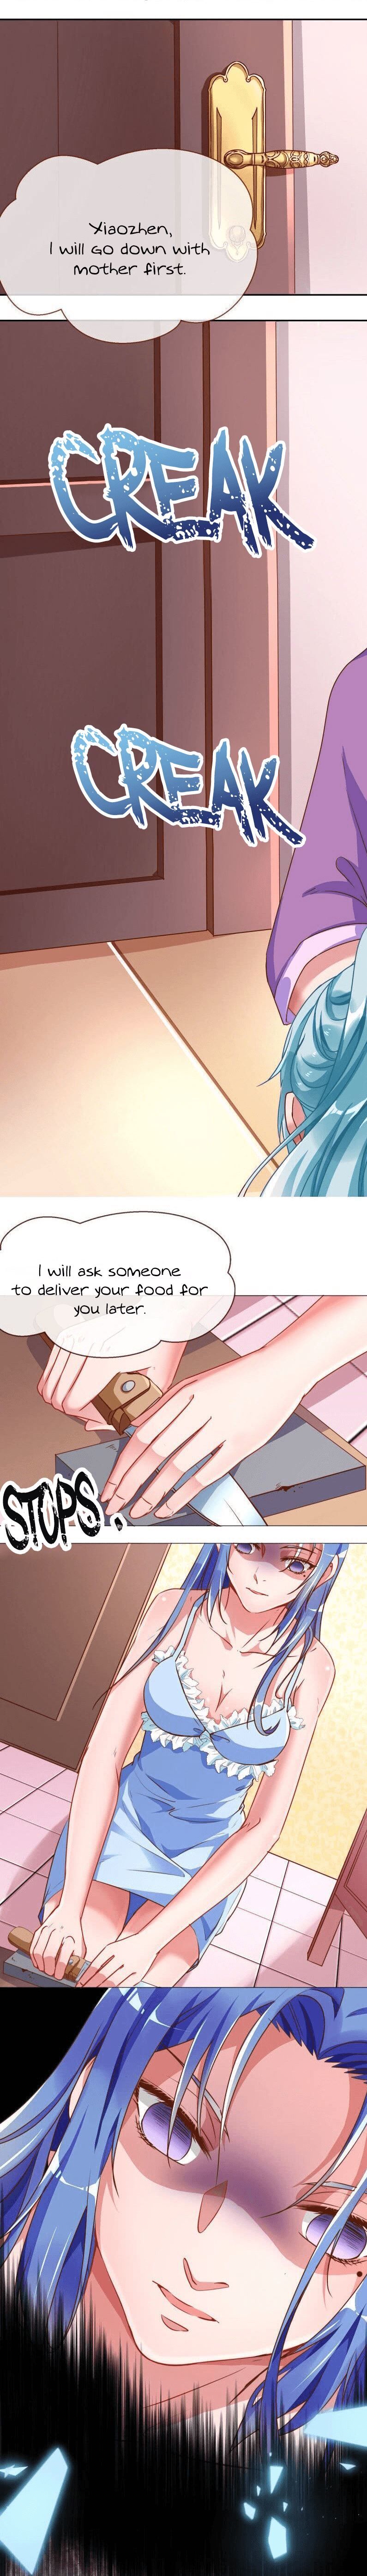 Xiaozhen,
I will go down with
mother first.
CREAK
CREAK
I will ask someone
to deliver your food for
you later.
STOPS.